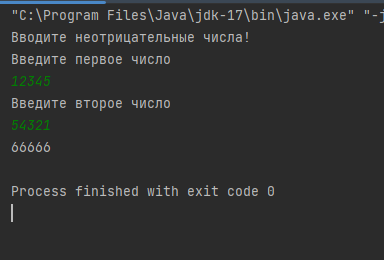 "C:\Program Files\Java\jdk-17\bin\java.exe" "-j
Вводите неотрицательные числа!
Введите первое число
12345
Введите второе число
54321
66666
Process finished with exit code 0